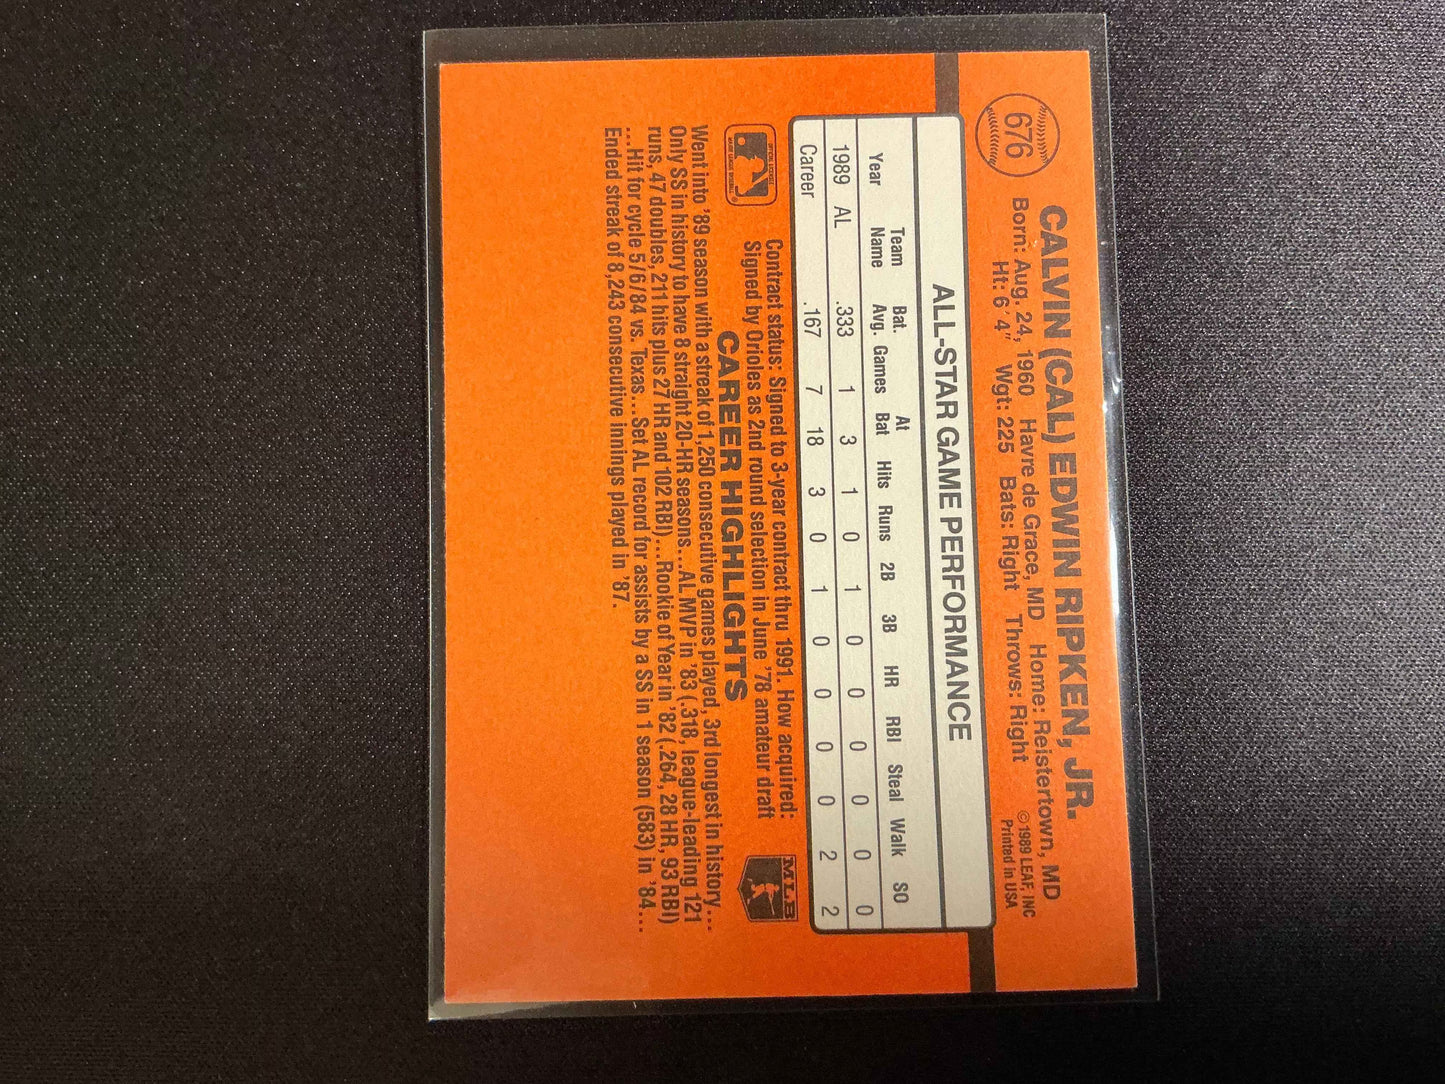 676
CALVIN (CAL) EDWIN RIPKEN, JR.
Born: Aug. 24, 1960 Havre de Grace, MD Home: Reistertown, MD
Ht: 6'4" Wgt: 225 Bats: Right Throws: Right
© 1989 LEAF, INC
Printed in USA
ALL-STAR GAME PERFORMANCE
Year Team Name Bat. Avg. Games At Bat Hits Runs 2B 3B HR RBI Steal Walk SO
1989 AL .333 1 3 1 0 1 0 0 0 0 0 0
Career .167 7 18 3 0 1 0 0 0 0 2 2
OFFICIAL LICENSEE
MAJOR LEAGUE BASEBALL
Contract status: Signed to 3-year contract thru 1991. How acquired:
Signed by Orioles as 2nd round selection in June '78 amateur draft
MLB
CAREER HIGHLIGHTS
Went into '89 season with a streak of 1,250 consecutive games played, 3rd longest in history...
Only SS in history to have 8 straight 20-HR seasons...AL MVP in '83 (.318, league-leading 121
runs, 47 doubles, 211 hits plus 27 HR and 102 RBI)...Rookie of Year in '82 (.264, 28 HR, 93 RBI)
...Hit for cycle 5/6/84 vs. Texas...Set AL record for assists by a SS in 1 season (583) in '84...
Ended streak of 8,243 consecutive innings played in '87.